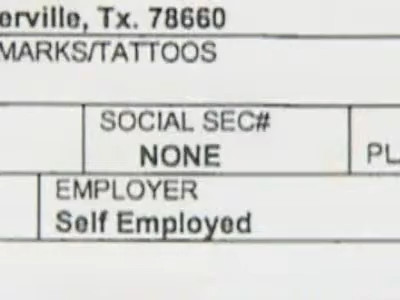 erville, Tx. 78660
MARKS/TATTOOS
SOCIAL SEC#
NONE
PL
EMPLOYER
Self Employed